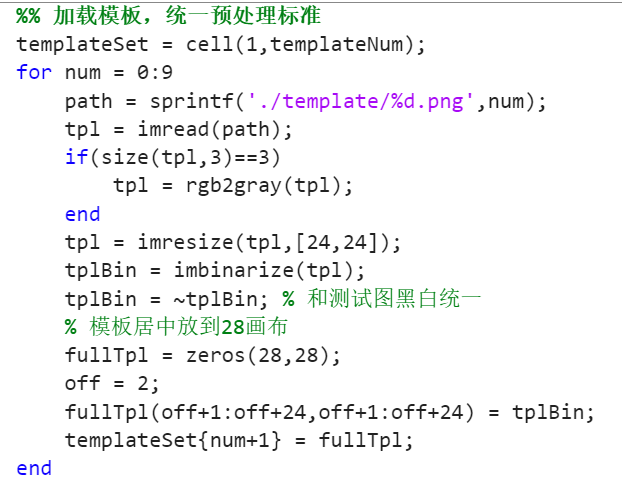 %% 加载模板，统一预处理标准
templateSet = cell(1,templateNum);
for num = 0:9
    path = sprintf('./template/%d.png',num);
    tpl = imread(path);
    if(size(tpl,3)==3)
        tpl = rgb2gray(tpl);
    end
    tpl = imresize(tpl,[24,24]);
    tplBin = imbinarize(tpl);
    tplBin = ~tplBin; % 和测试图黑白统一
    % 模板居中放到28画布
    fullTpl = zeros(28,28);
    off = 2;
    fullTpl(off+1:off+24,off+1:off+24) = tplBin;
    templateSet{num+1} = fullTpl;
end